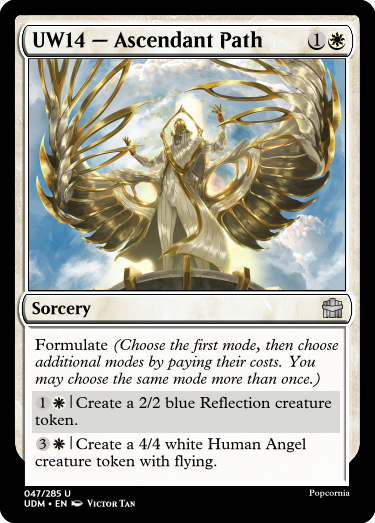 UW14 — Ascendant Path 1
Sorcery
Formulate (Choose the first mode, then choose
additional modes by paying their costs. You
may choose the same mode more than once.)
1 | Create a 2/2 blue Reflection creature
token.
3 | Create a 4/4 white Human Angel
creature token with flying.
047/285 U
Popcornia
UDM • EN Victor Tan